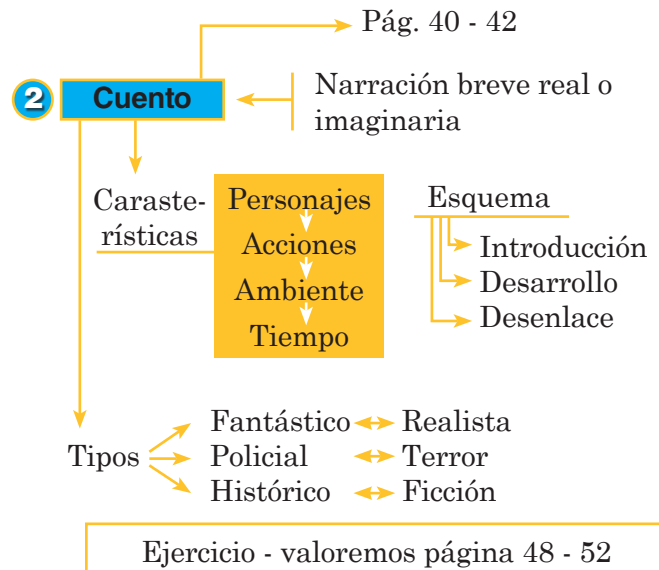 Pág. 40 - 42
2 Cuento
Narración breve real o
imaginaria
Caraste-
rísticas
Personajes
Acciones
Ambiente
Tiempo
Esquema
Introducción
Desarrollo
Desenlace
Tipos
Fantástico Realista
Policial Terror
Histórico Ficción
Ejercicio - valoremos página 48 - 52